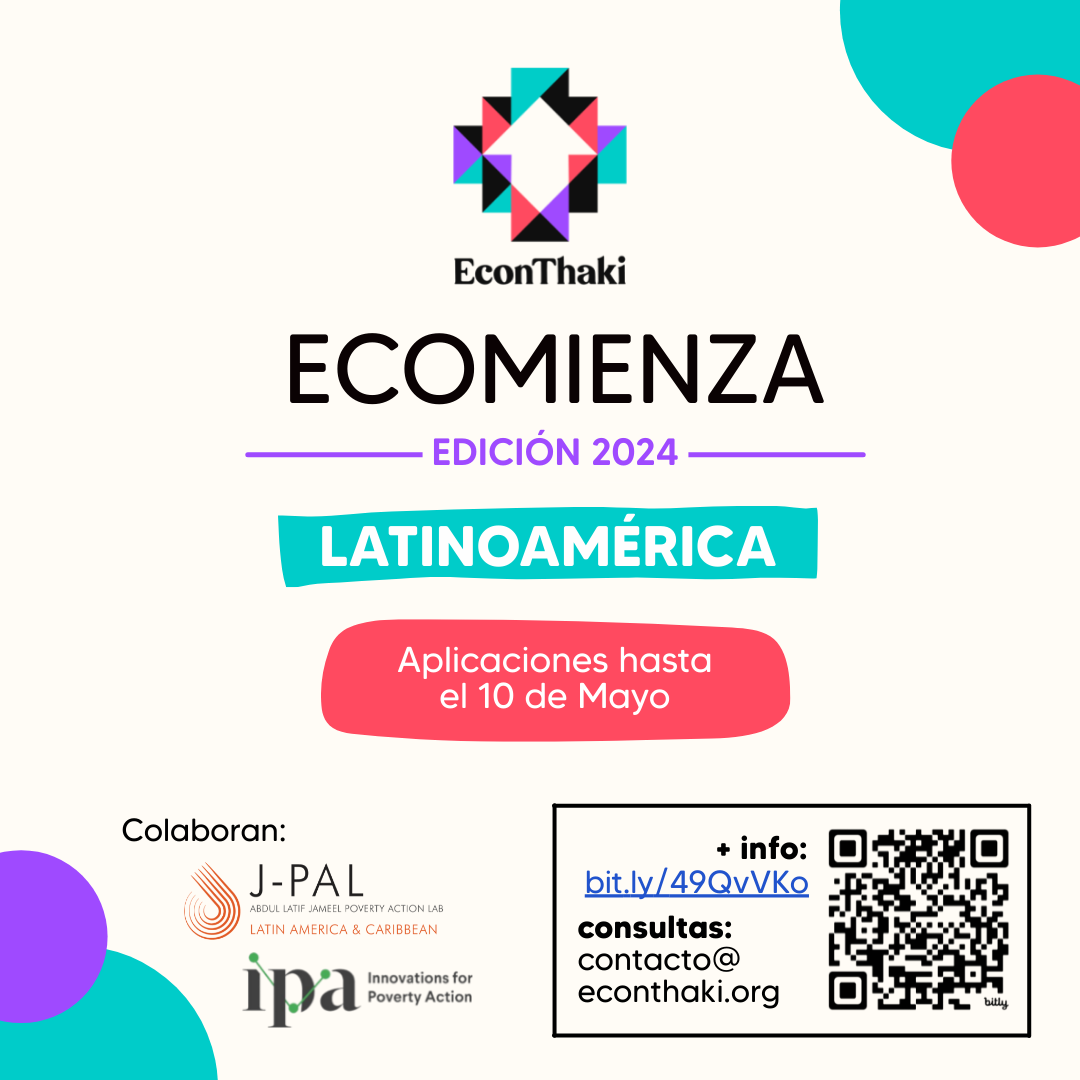 EconThaki
ECOMIENZA
EDICIÓN 2024
LATINOAMÉRICA
Aplicaciones hasta
el 10 de Mayo
Colaboran:
J-PAL
ABDUL LATIF JAMEEL POVERTY ACTION LAB
LATIN AMERICA & CARIBBEAN
ipa
Innovations for
Poverty Action
+ info:
bit.ly/49QvVKo
consultas:
contacto@
econthaki.org
bitly